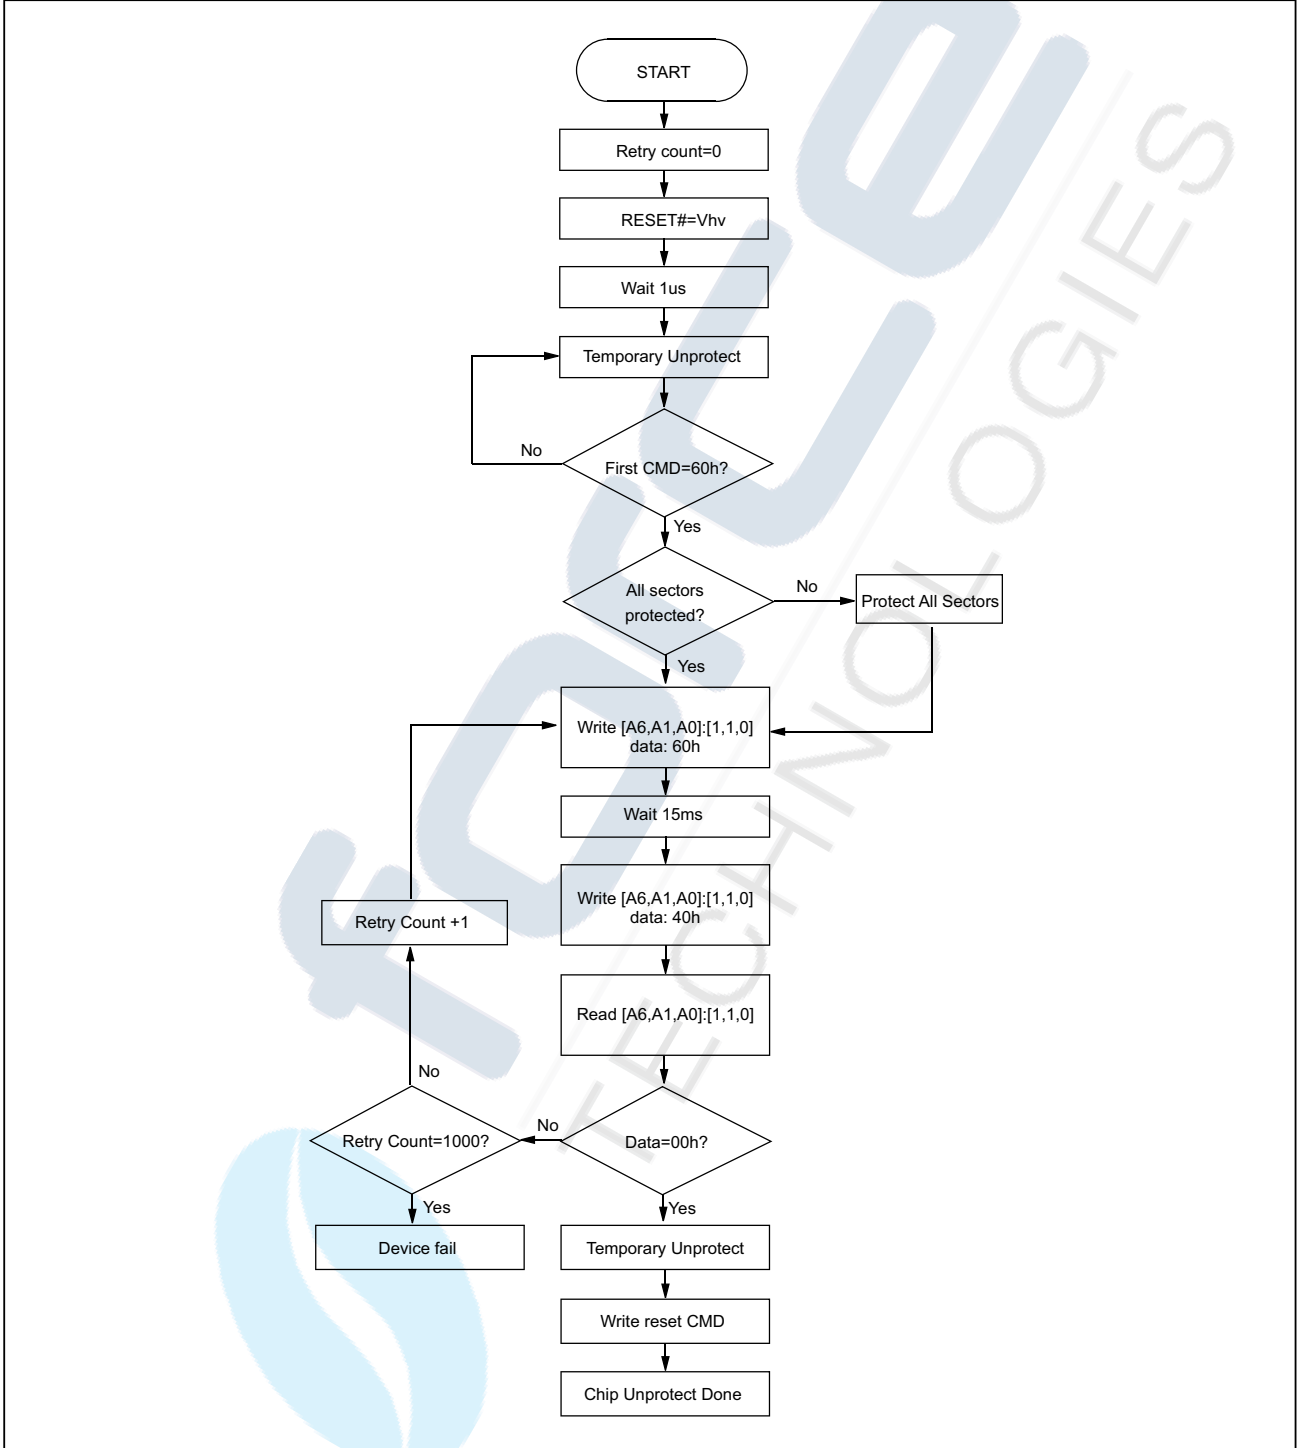 START
Retry count=0
RESET#=Vhv
Wait 1us
Temporary Unprotect
No
First CMD=60h?
Yes
All sectors
protected?
No
Protect All Sectors
Yes
Write [A6,A1,A0]:[1,1,0]
data: 60h
Wait 15ms
Write [A6,A1,A0]:[1,1,0]
data: 40h
Retry Count +1
Read [A6,A1,A0]:[1,1,0]
No
Retry Count=1000?
No
Data=00h?
Yes
Yes
Device fail
Temporary Unprotect
Write reset CMD
Chip Unprotect Done
force
TECHNOLOGIES